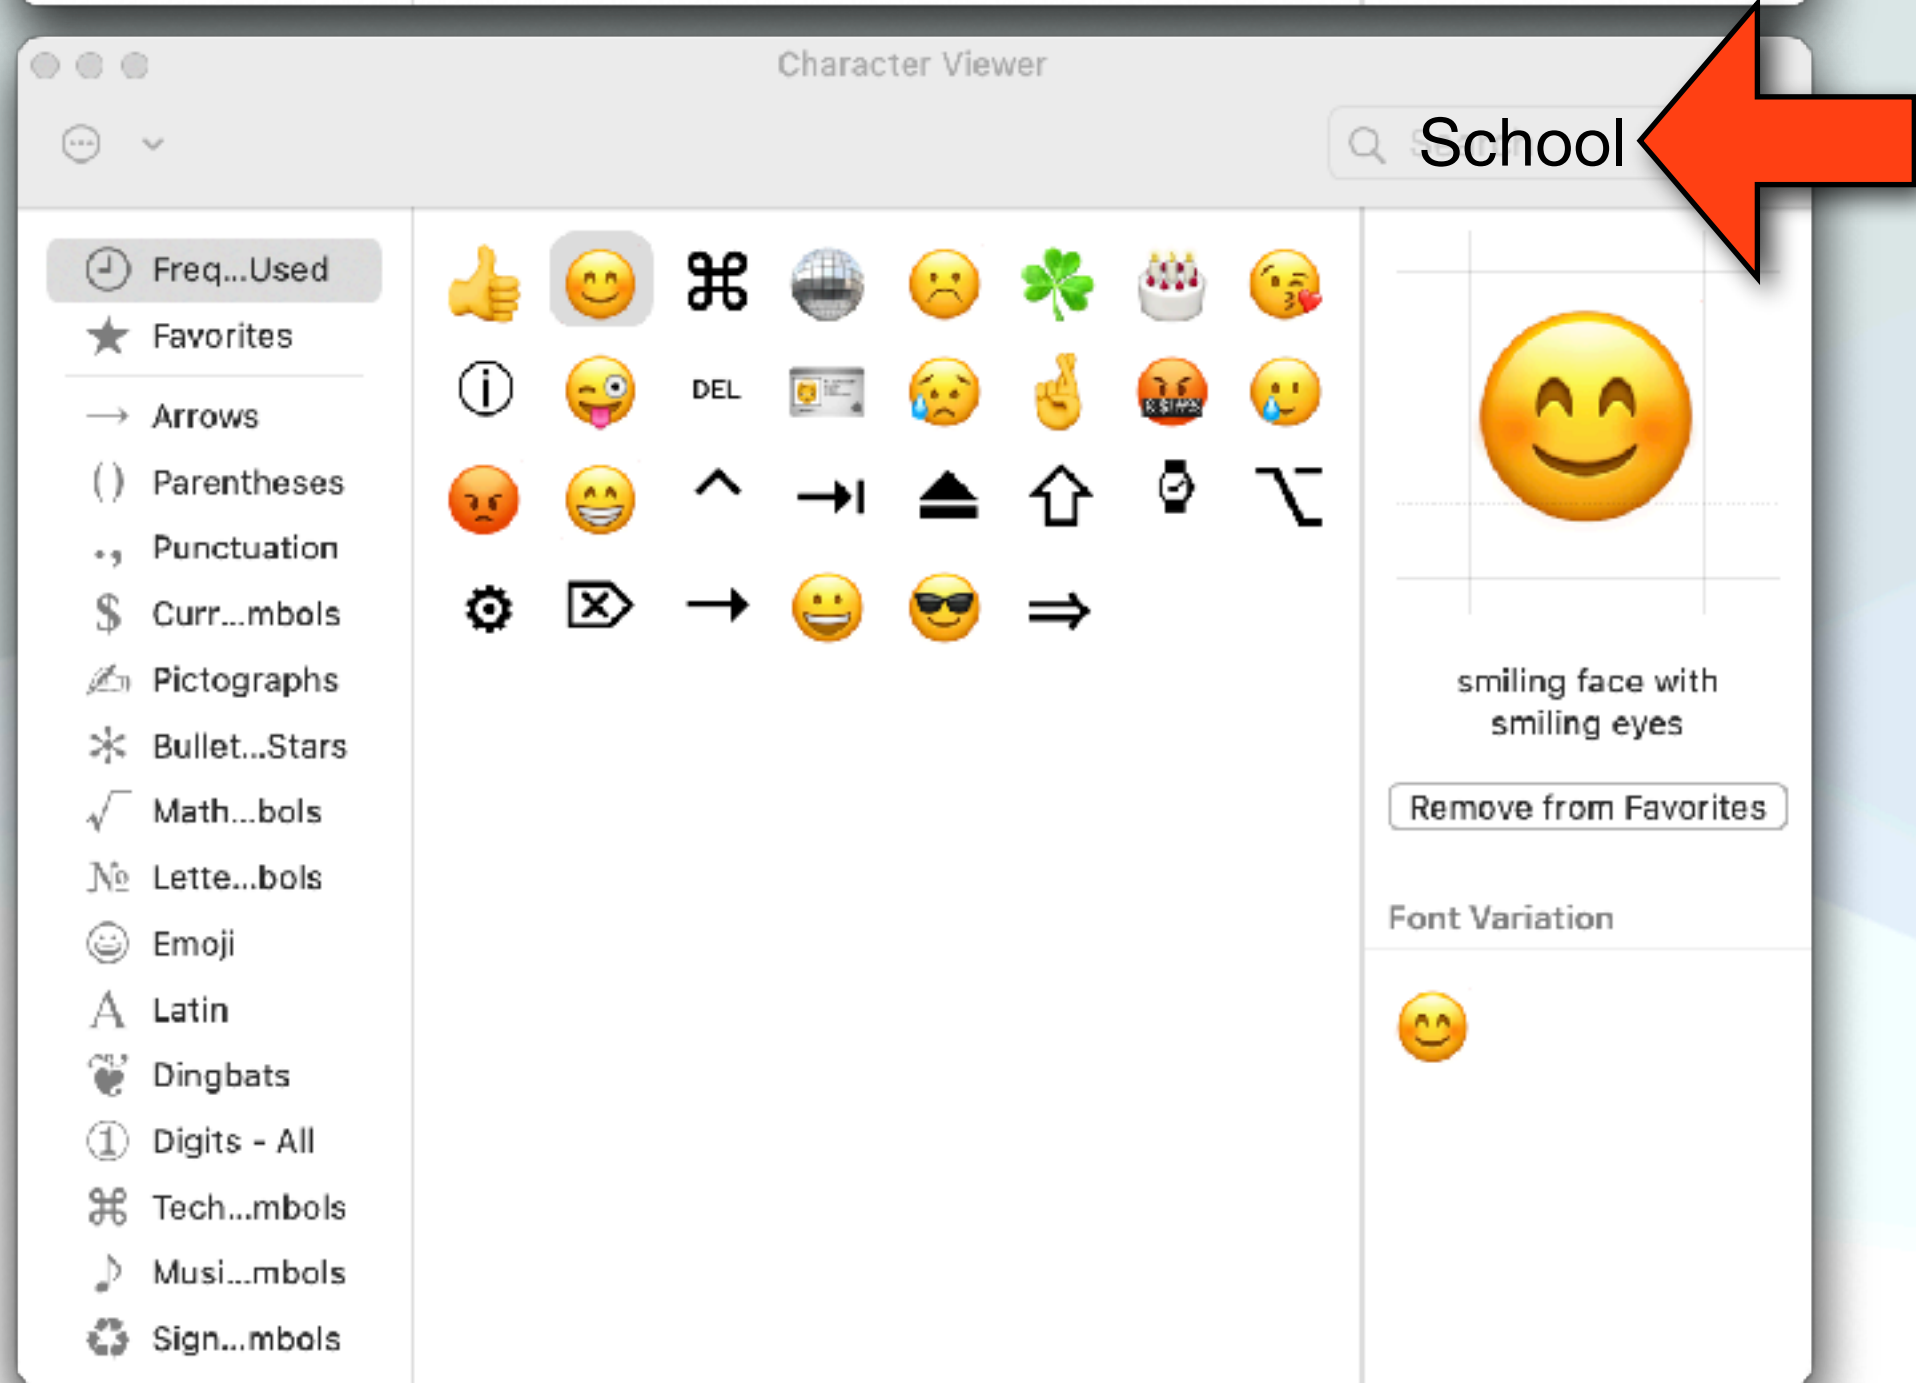 Character Viewer
School
Freq...Used
Favorites
Arrows
Parentheses
Punctuation
Curr...mbols
Pictographs
Bullet...Stars
Math...bols
Lette...bols
Emoji
Latin
Dingbats
Digits - All
Tech...mbols
Musi...mbols
Sign...mbols
DEL
smiling face with
smiling eyes
Remove from Favorites
Font Variation